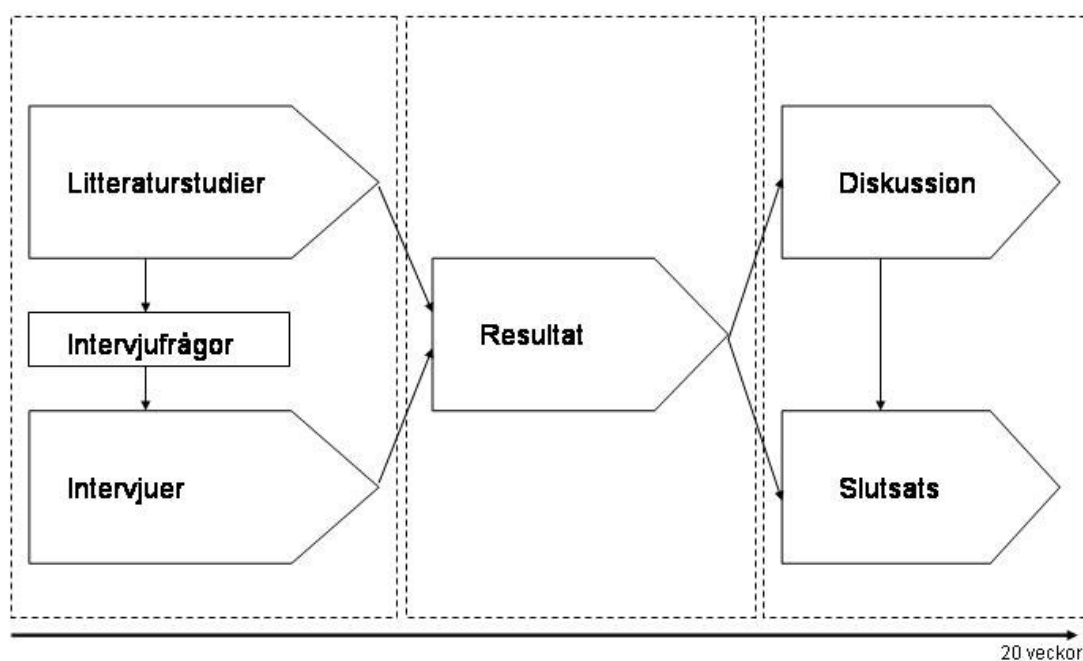 Litteraturstudier
Intervjufrågor
Intervjuer
Resultat
Diskussion
Slutsats
20 veckor